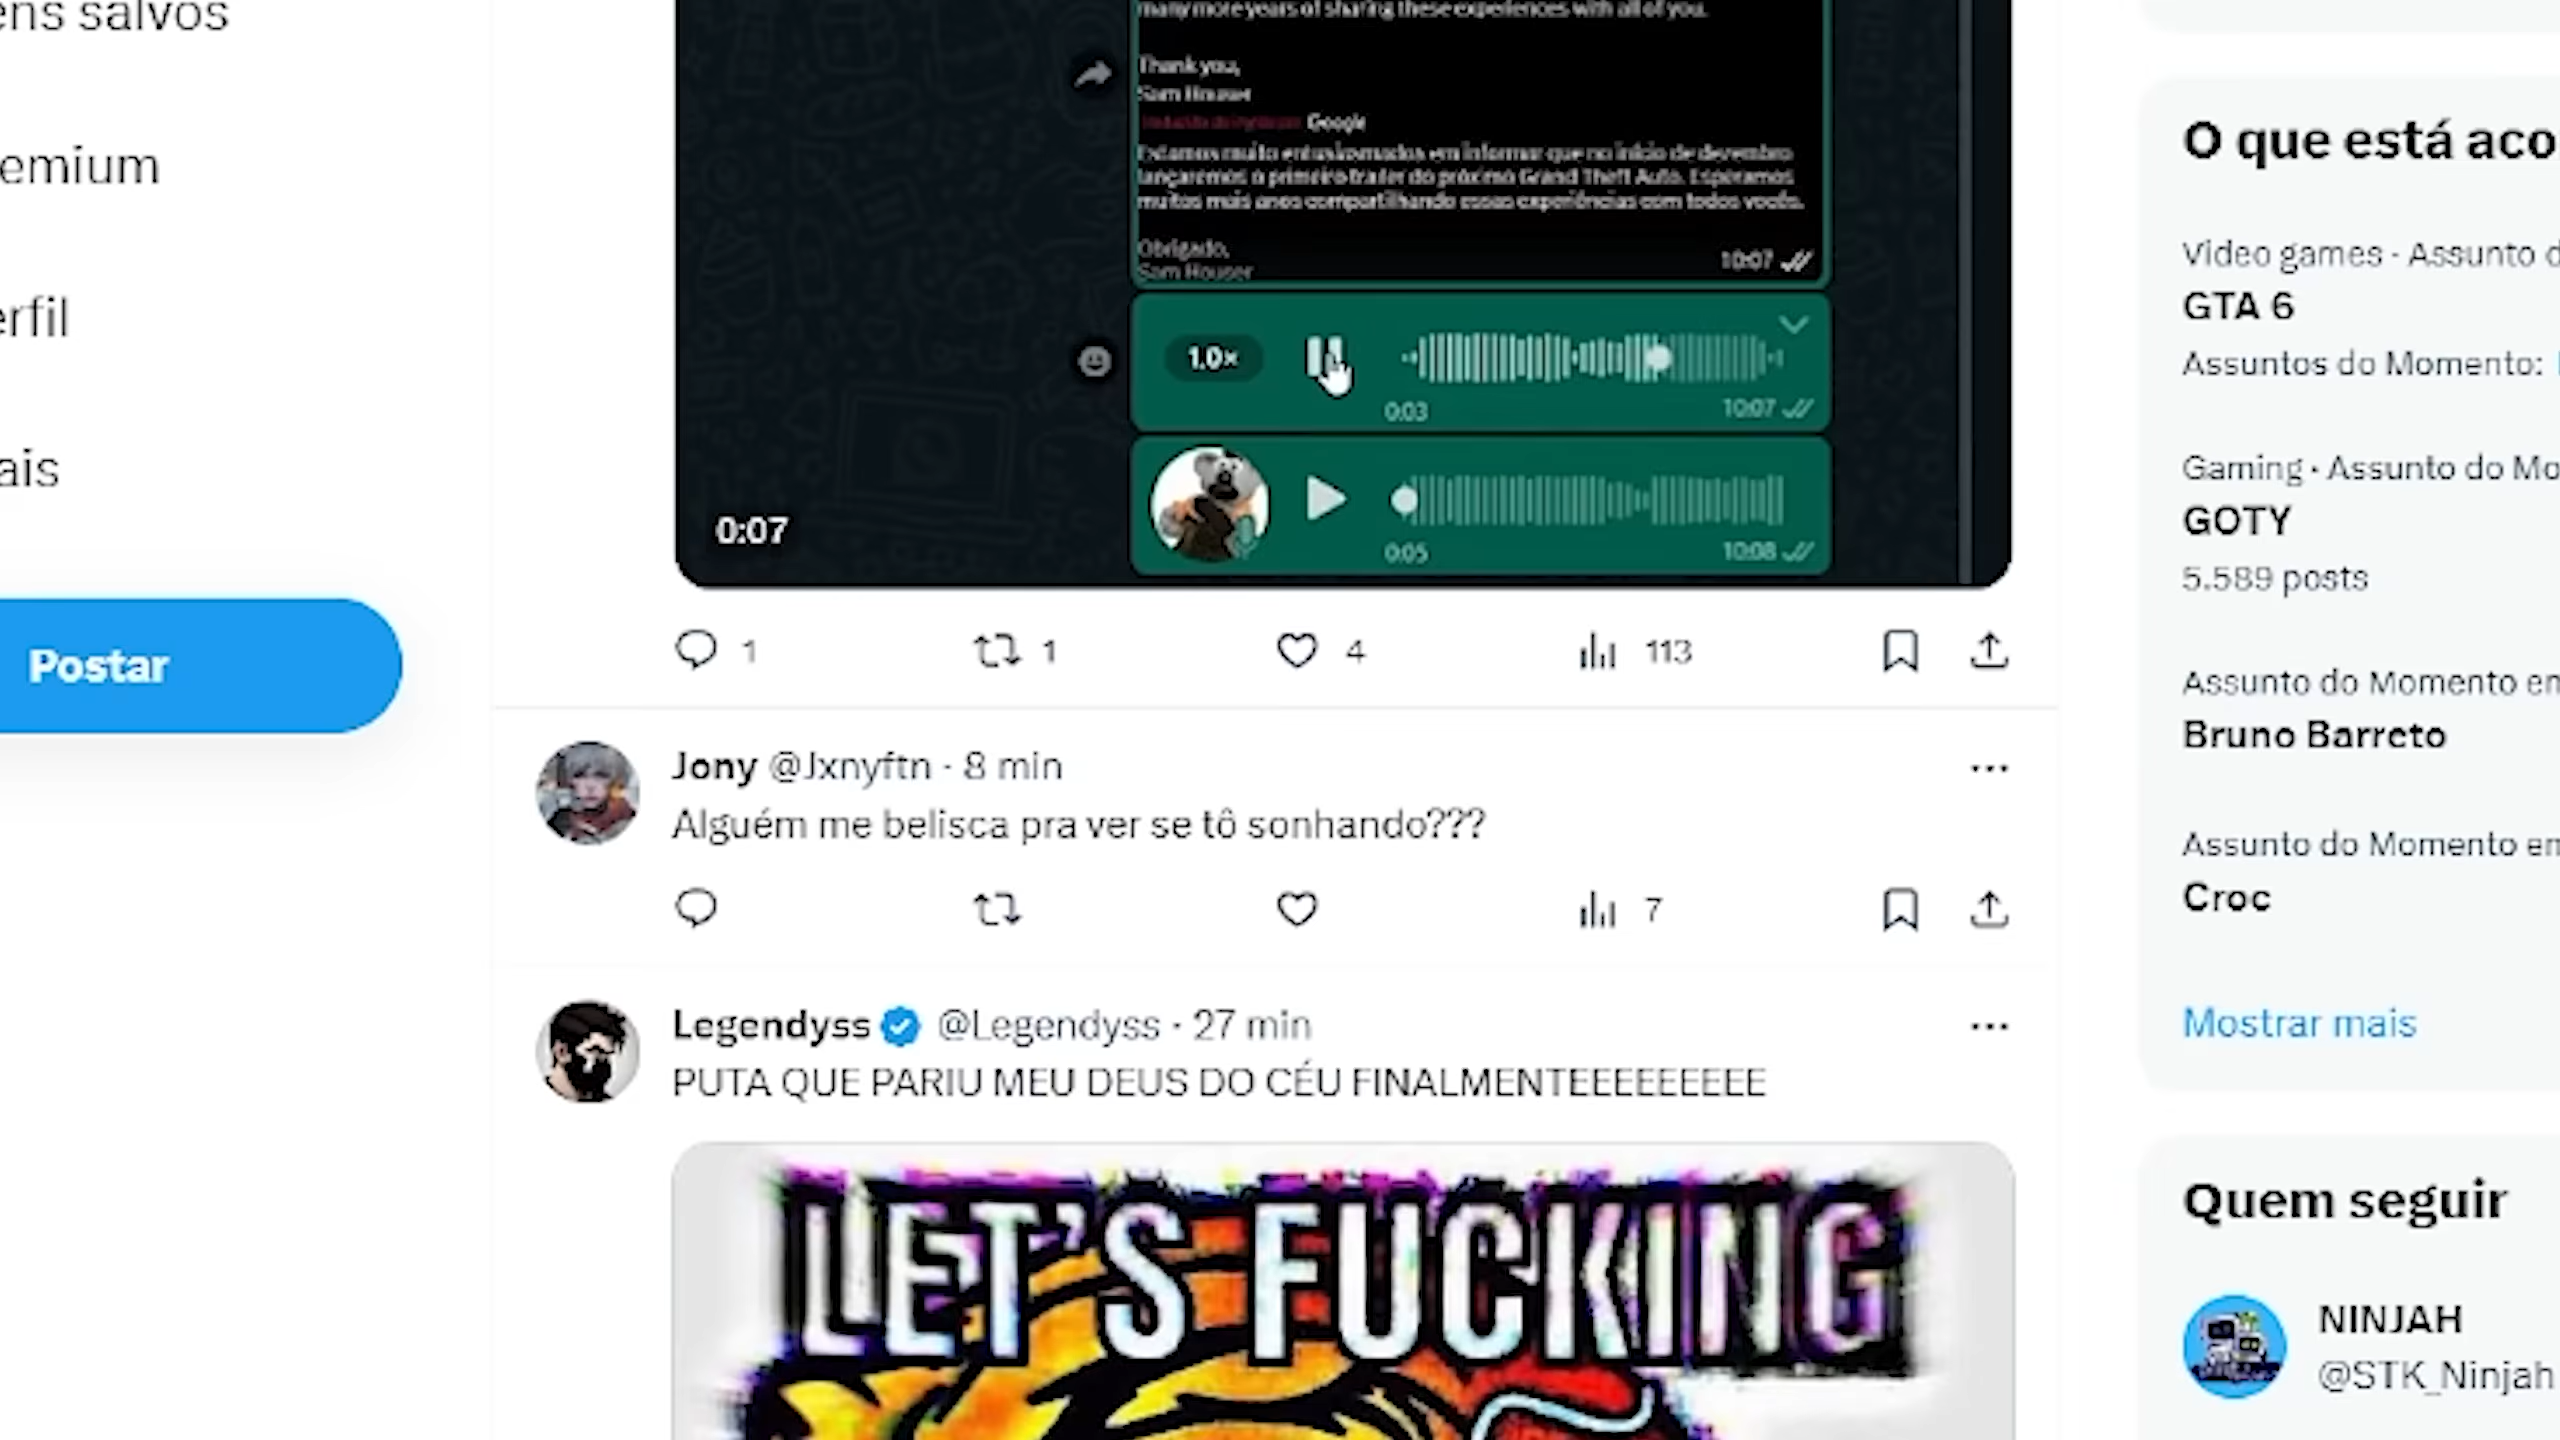 ens salvos
emium
erfil
ais
Postar
many more years of sharing these experiences with all of you.
Thank you,
Sam Houser
Google
Estamos muito entusiasmados em informar que no início de dezembro
lançaremos o primeiro trailer do próximo Grand Theft Auto. Esperamos
muitos mais anos compartilhando essas experiências com todos vocês.
Obrigado,
Sam Houser
10:07
1.0×
0:03
10:07
0:05
10:08
0:07
1
1
4
113
Jony @Jxnyftn · 8 min
Alguém me belisca pra ver se tô sonhando???
7
Legendyss @Legendyss · 27 min
PUTA QUE PARIU MEU DEUS DO CÉU FINALMENTEEEEEEEEE
LET'S FUCKING
O que está aco
Video games · Assunto d
GTA 6
Assuntos do Momento:
Gaming · Assunto do Mo
GOTY
5.589 posts
Assunto do Momento en
Bruno Barreto
Assunto do Momento en
Croc
Mostrar mais
Quem seguir
NINJAH
@STK_Ninjah